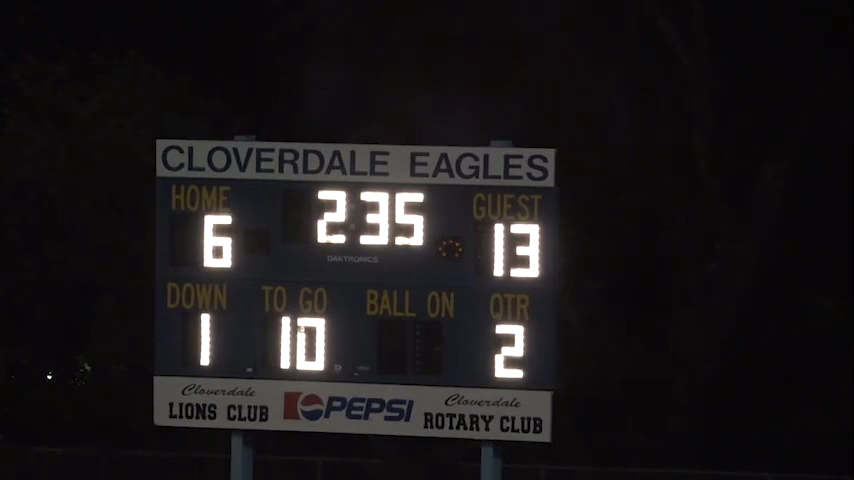 CLOVERDALE EAGLES
HOME 235 GUEST
6 13
DAKTRONICS
DOWN TO GO BALL ON QTR
1 10 2
Cloverdale LIONS CLUB
PEPSI
Cloverdale ROTARY CLUB